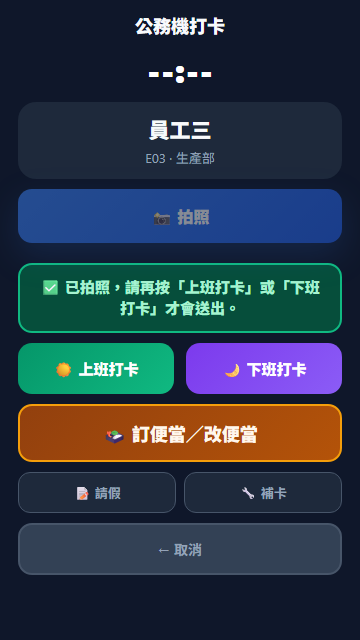 公務機打卡
--:--
員工三
E03 · 生產部
📷 拍照
✅ 已拍照，請再按「上班打卡」或「下班
打卡」才會送出。
☀️ 上班打卡
🌙 下班打卡
🍱 訂便當／改便當
📝 請假
🔧 補卡
← 取消